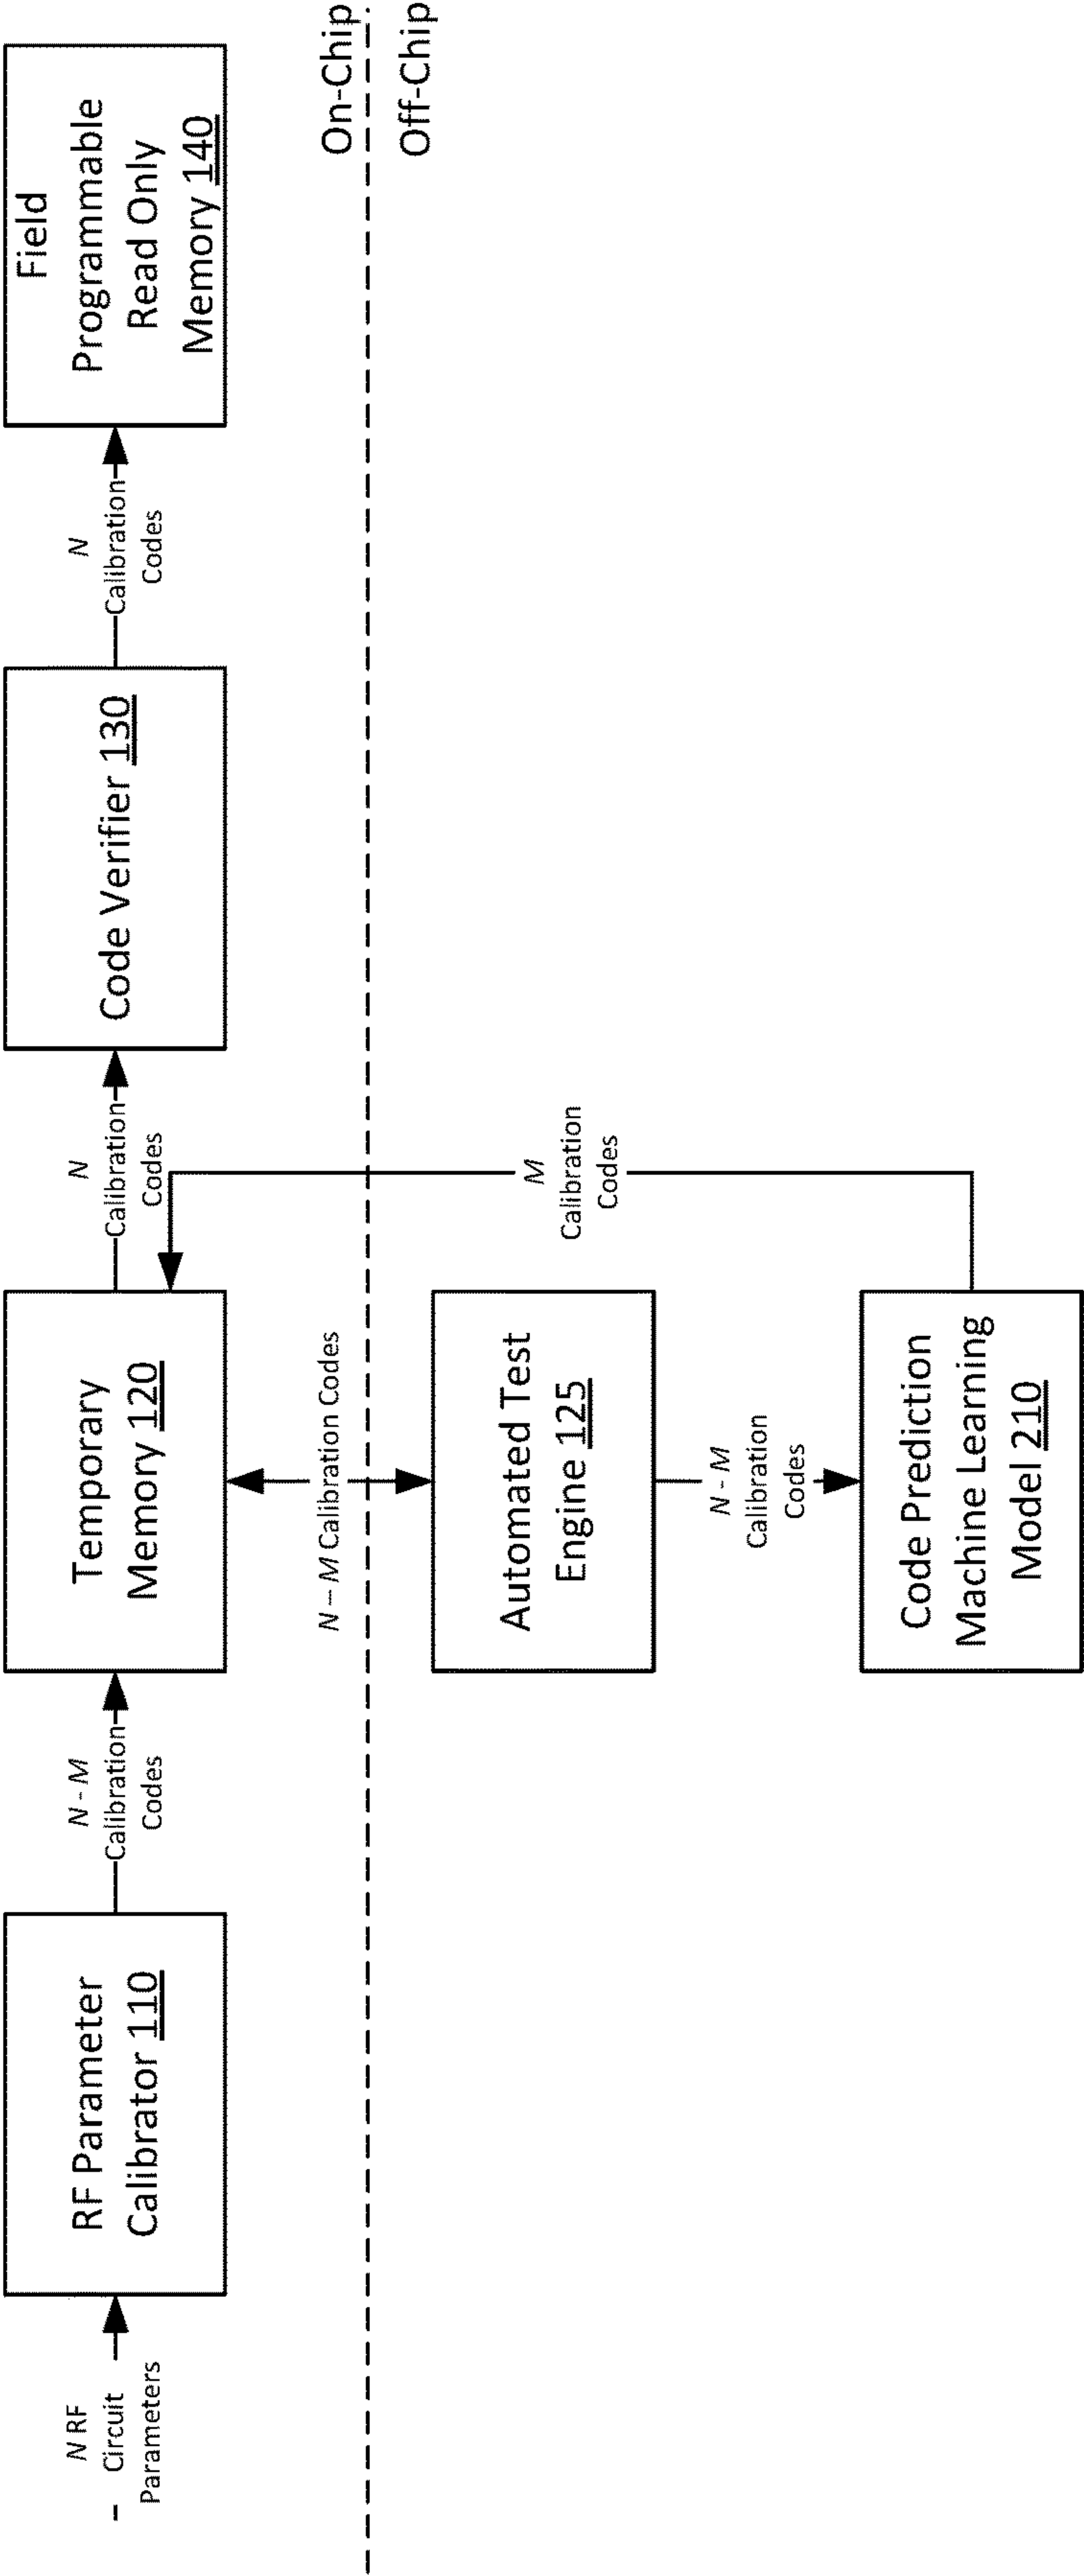 N RF
Circuit
Parameters
RF Parameter
Calibrator 110
N - M
Calibration
Codes
Temporary
Memory 120
N
Calibration
Codes
Code Verifier 130
N
Calibration
Codes
Field
Programmable
Read Only
Memory 140
On-Chip
Off-Chip
N – M Calibration Codes
Automated Test
Engine 125
M
Calibration
Codes
N - M
Calibration
Codes
Code Prediction
Machine Learning
Model 210